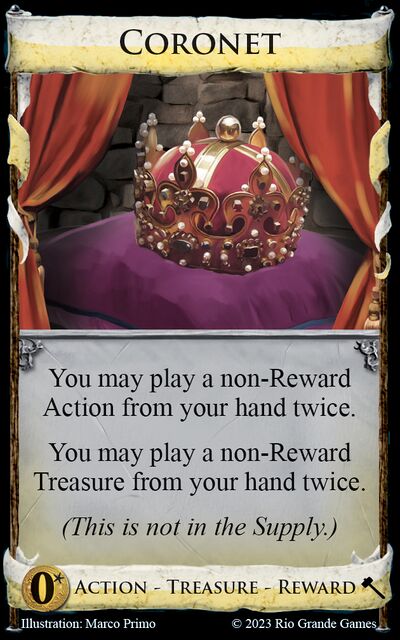 CORONET
You may play a non-Reward
Action from your hand twice.
You may play a non-Reward
Treasure from your hand twice.
(This is not in the Supply.)
0* ACTION - TREASURE - REWARD
Illustration: Marco Primo © 2023 Rio Grande Games